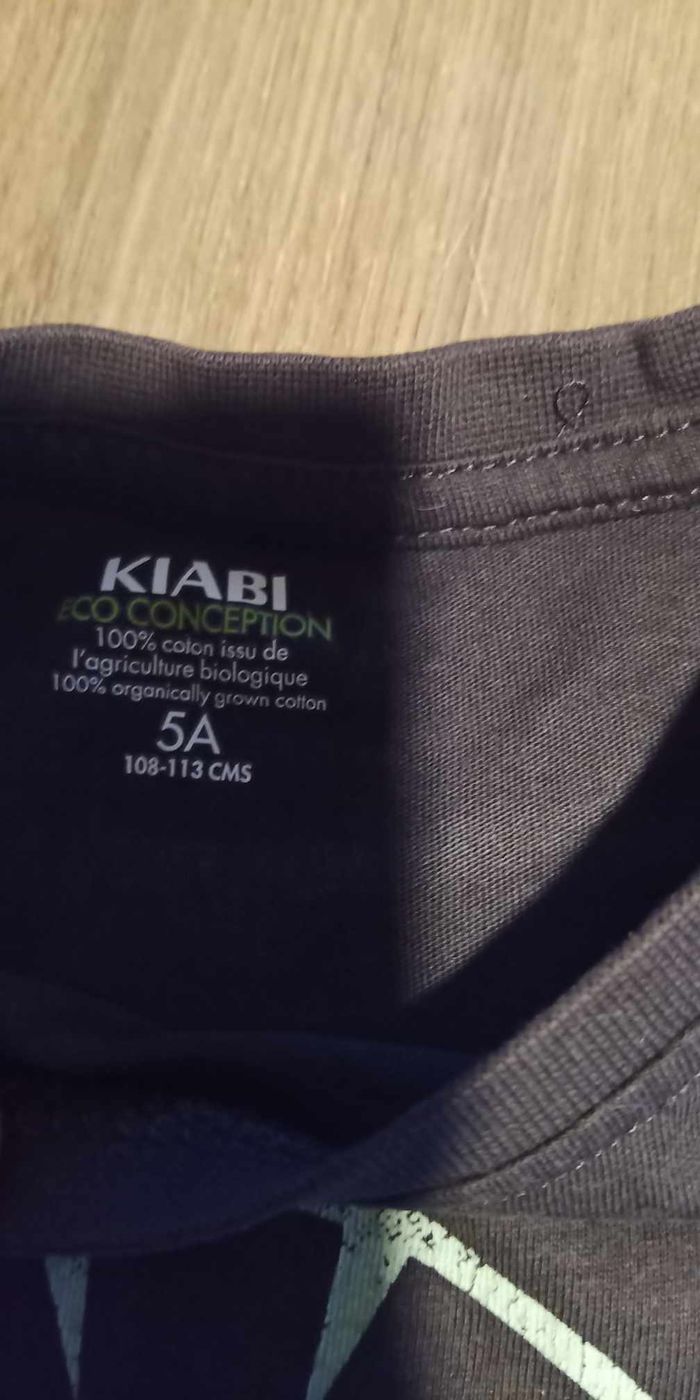 KIABI
ECO CONCEPTION
100% coton issu de
l'agriculture biologique
100% organically grown cotton
5A
108-113 CMS